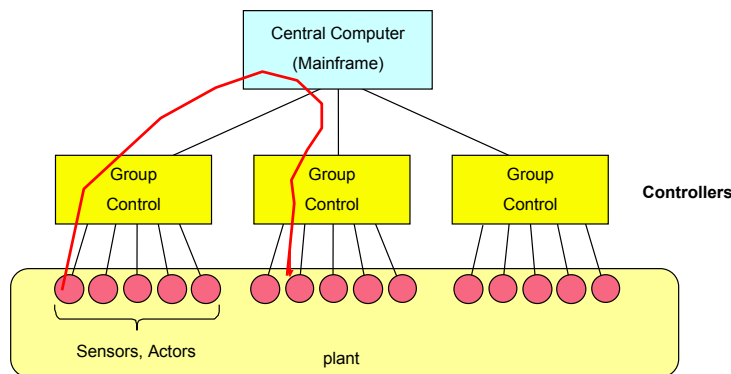 Central Computer
(Mainframe)
Group
Control
Group
Control
Group
Control
Controllers
Sensors, Actors
plant